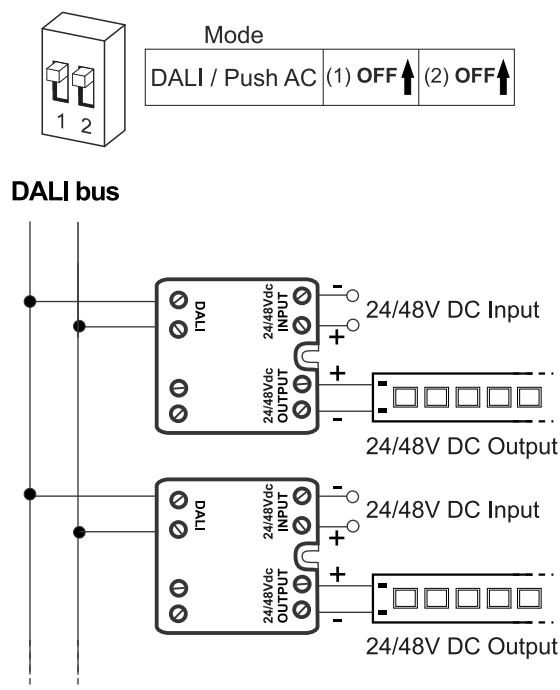 Mode
DALI / Push AC (1) OFF (2) OFF
1 2
DALI bus
DALI
24/48Vdc
INPUT
-
+
24/48V DC Input
24/48Vdc
OUTPUT
+
-
24/48V DC Output
DALI
24/48Vdc
INPUT
-
+
24/48V DC Input
24/48Vdc
OUTPUT
+
-
24/48V DC Output